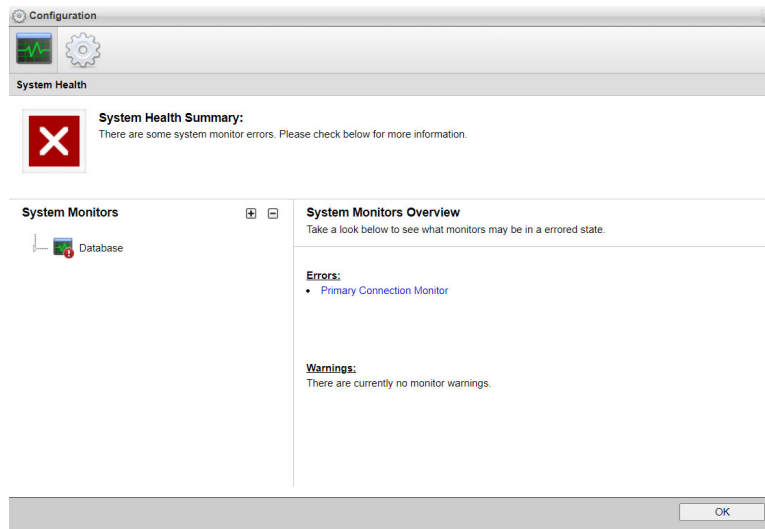 Configuration
System Health
System Health Summary:
There are some system monitor errors. Please check below for more information.
System Monitors
Database
System Monitors Overview
Take a look below to see what monitors may be in a errored state.
Errors:
• Primary Connection Monitor
Warnings:
There are currently no monitor warnings.
OK